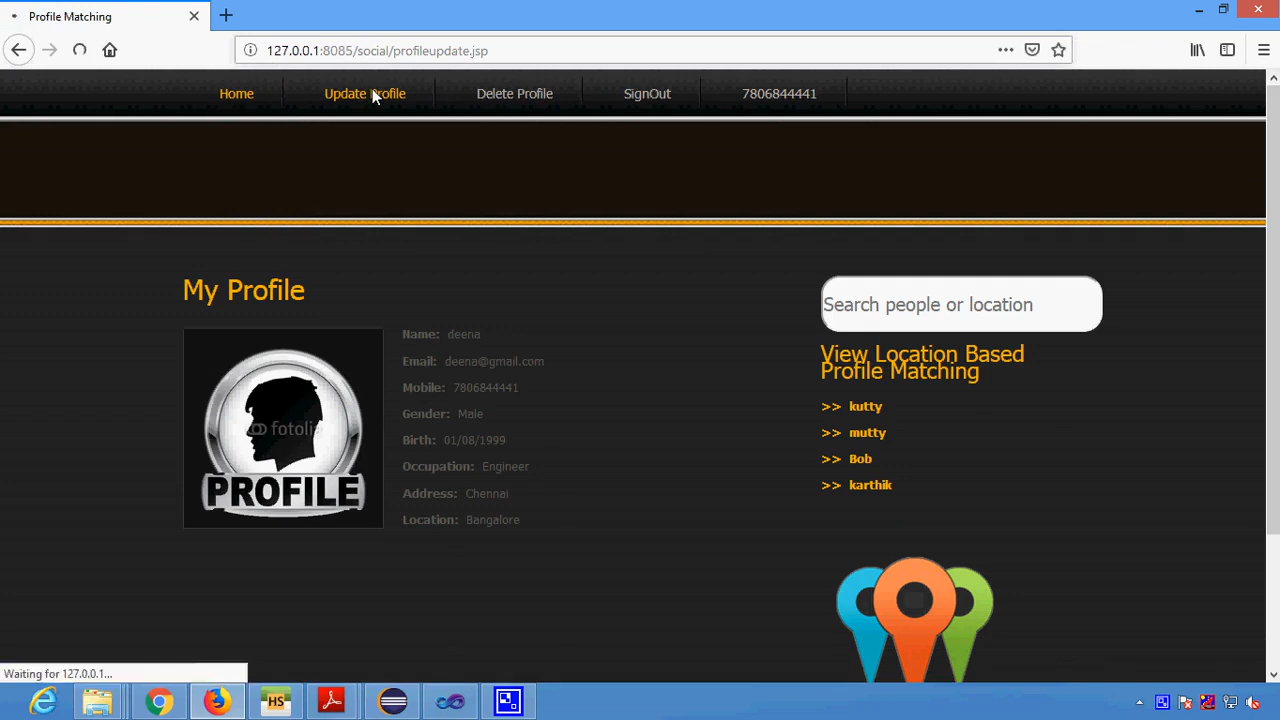 Profile Matching
127.0.0.1:8085/social/profileupdate.jsp
Home Update Profile Delete Profile SignOut 7806844441
My Profile
Name: deena
Email: deena@gmail.com
Mobile: 7806844441
Gender: Male
Birth: 01/08/1999
Occupation: Engineer
Address: Chennai
Location: Bangalore
fotolia
PROFILE
Search people or location
View Location Based
Profile Matching
>> kutty
>> mutty
>> Bob
>> karthik
Waiting for 127.0.0.1...
HS